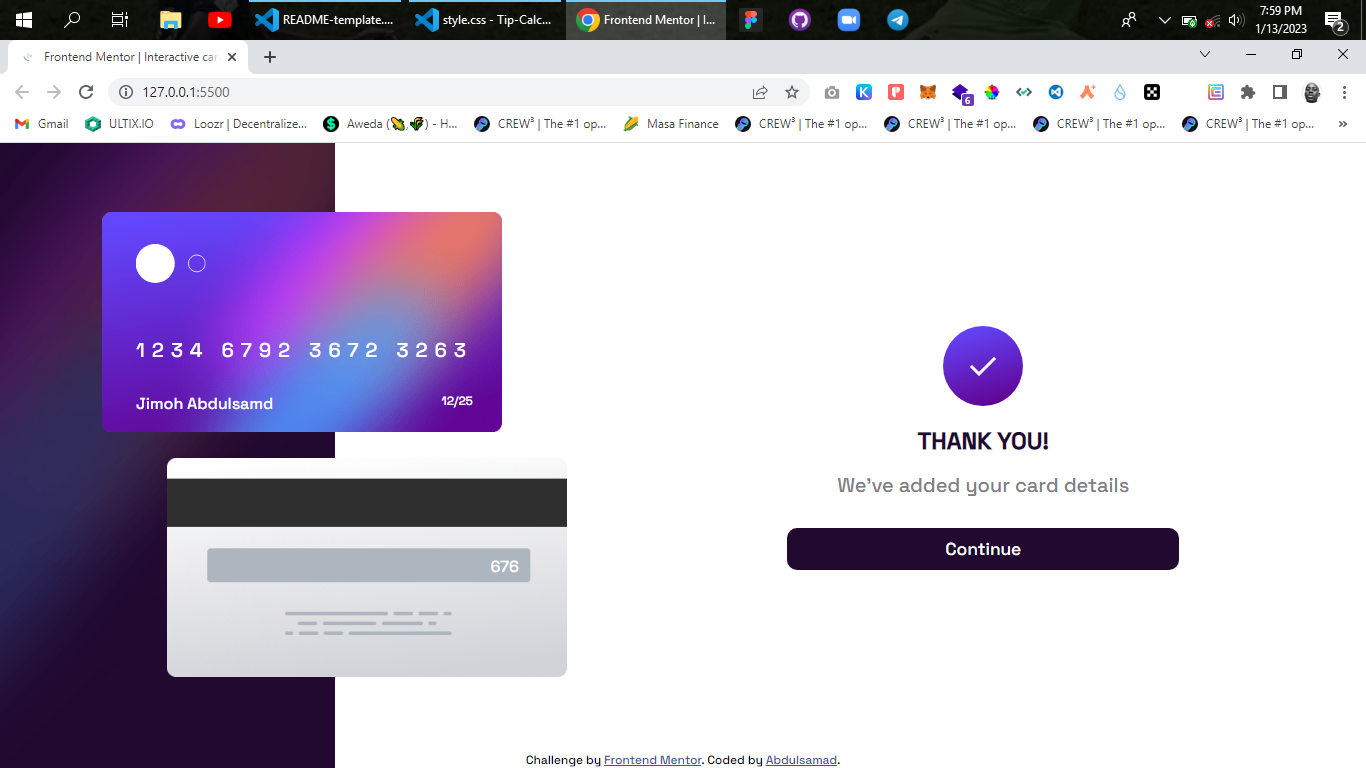 README-template.... style.css - Tip-Calc... Frontend Mentor | I... 7:59 PM
1/13/2023 2
Frontend Mentor | Interactive car
127.0.0.1:5500 6
Gmail ULTIX.IO Loozr | Decentralize... Aweda (🌽,🌾) - H... CREW³ | The #1 op... Masa Finance CREW³ | The #1 op... CREW³ | The #1 op... CREW³ | The #1 op... CREW³ | The #1 op... »
1234 6792 3672 3263
Jimoh Abdulsamd 12/25
THANK YOU!
We've added your card details
Continue
676
Challenge by Frontend Mentor. Coded by Abdulsamad.